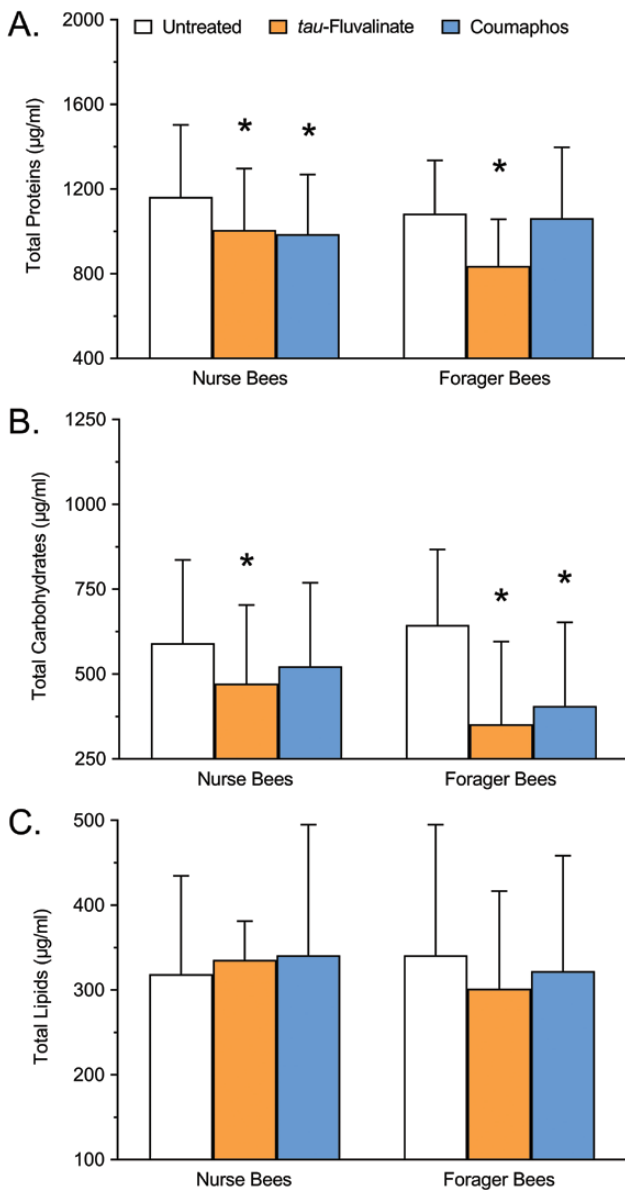 A.
Untreated tau-Fluvalinate Coumaphos
Total Proteins (µg/ml)
2000
1600
1200
800
400
* * *
Nurse Bees Forager Bees
B.
Total Carbohydrates (µg/ml)
1250
1000
750
500
250
* * *
Nurse Bees Forager Bees
C.
Total Lipids (µg/ml)
500
400
300
200
100
Nurse Bees Forager Bees